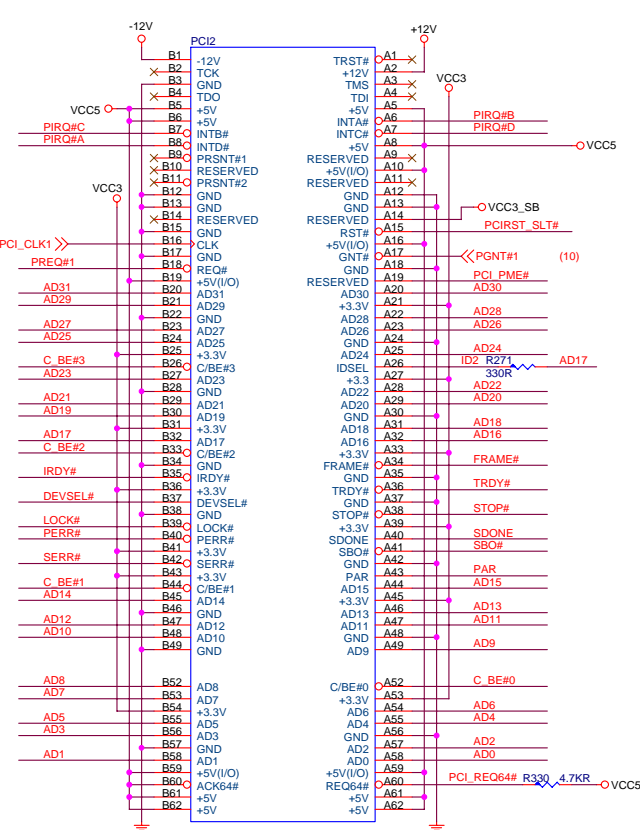 -12V
+12V
PCI2
B1 -12V TRST# A1
B2 TCK +12V A2
VCC3
B3 GND TMS A3
B4 TDO TDI A4
VCC5 B5 +5V +5V A5
B6 +5V INTA# A6 PIRQ#B
PIRQ#C B7 INTB# INTC# A7 PIRQ#D
PIRQ#A B8 INTD# +5V A8 VCC5
B9 PRSNT#1 RESERVED A9
B10 RESERVED +5V(I/O) A10
B11 PRSNT#2 RESERVED A11
VCC3
B12 GND GND A12
B13 GND GND A13 VCC3_SB
B14 RESERVED RESERVED A14
B15 GND RST# A15 PCIRST_SLT#
PCI_CLK1 B16 CLK +5V(I/O) A16
B17 GND GNT# A17 PGNT#1 (10)
PREQ#1 B18 REQ# GND A18
B19 +5V(I/O) RESERVED A19 PCI_PME#
AD31 B20 AD31 AD30 A20 AD30
AD29 B21 AD29 +3.3V A21
B22 GND AD28 A22 AD28
AD27 B23 AD27 AD26 A23 AD26
AD25 B24 AD25 GND A24
B25 +3.3V AD24 A25 AD24
C_BE#3 B26 C/BE#3 IDSEL A26 ID2 R271 330R AD17
AD23 B27 AD23 +3.3 A27
B28 GND AD22 A28 AD22
AD21 B29 AD21 AD20 A29 AD20
AD19 B30 AD19 GND A30
B31 +3.3V AD18 A31 AD18
AD17 B32 AD17 AD16 A32 AD16
C_BE#2 B33 C/BE#2 +3.3V A33
B34 GND FRAME# A34 FRAME#
IRDY# B35 IRDY# GND A35
B36 +3.3V TRDY# A36 TRDY#
DEVSEL# B37 DEVSEL# GND A37
B38 GND STOP# A38 STOP#
LOCK# B39 LOCK# +3.3V A39
PERR# B40 PERR# SDONE A40 SDONE
B41 +3.3V SBO# A41 SBO#
SERR# B42 SERR# GND A42
B43 +3.3V PAR A43 PAR
C_BE#1 B44 C/BE#1 AD15 A44 AD15
AD14 B45 AD14 +3.3V A45
B46 GND AD13 A46 AD13
AD12 B47 AD12 AD11 A47 AD11
AD10 B48 AD10 GND A48
B49 GND AD9 A49 AD9
AD8 B52 AD8 C/BE#0 A52 C_BE#0
AD7 B53 AD7 +3.3V A53
B54 +3.3V AD6 A54 AD6
AD5 B55 AD5 AD4 A55 AD4
AD3 B56 AD3 GND A56
B57 GND AD2 A57 AD2
AD1 B58 AD1 AD0 A58 AD0
B59 +5V(I/O) +5V(I/O) A59
B60 ACK64# REQ64# A60 PCI_REQ64# R330 4.7KR VCC5
B61 +5V +5V A61
B62 +5V +5V A62